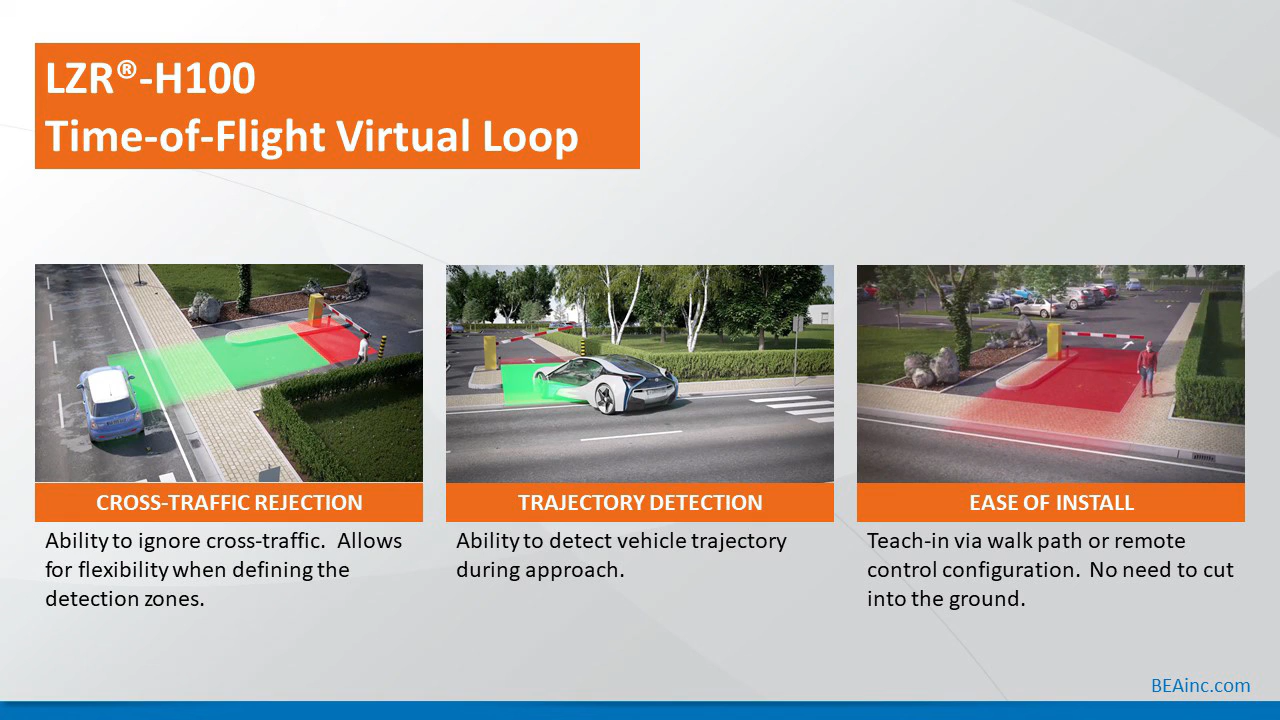 LZR®-H100
Time-of-Flight Virtual Loop
CROSS-TRAFFIC REJECTION
Ability to ignore cross-traffic.  Allows
for flexibility when defining the
detection zones.
TRAJECTORY DETECTION
Ability to detect vehicle trajectory
during approach.
EASE OF INSTALL
Teach-in via walk path or remote
control configuration.  No need to cut
into the ground.
BEAinc.com